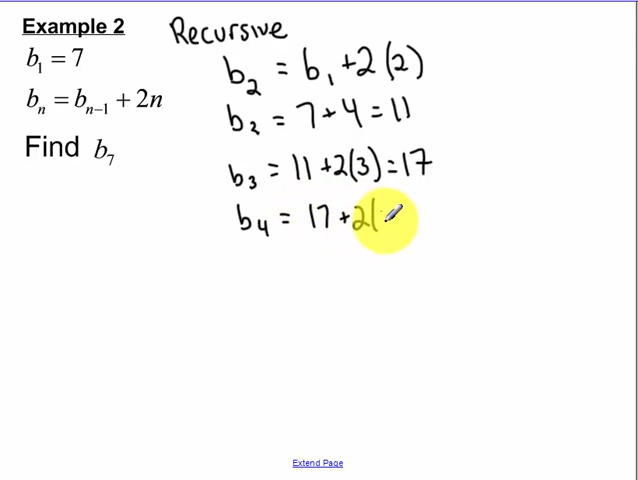 Example 2
b₁ = 7
bₙ = bₙ₋₁ + 2n
Find b₇
Recursive
b₂ = b₁ + 2(2)
b₂ = 7 + 4 = 11
b₃ = 11 + 2(3) = 17
b₄ = 17 + 2(
Extend Page